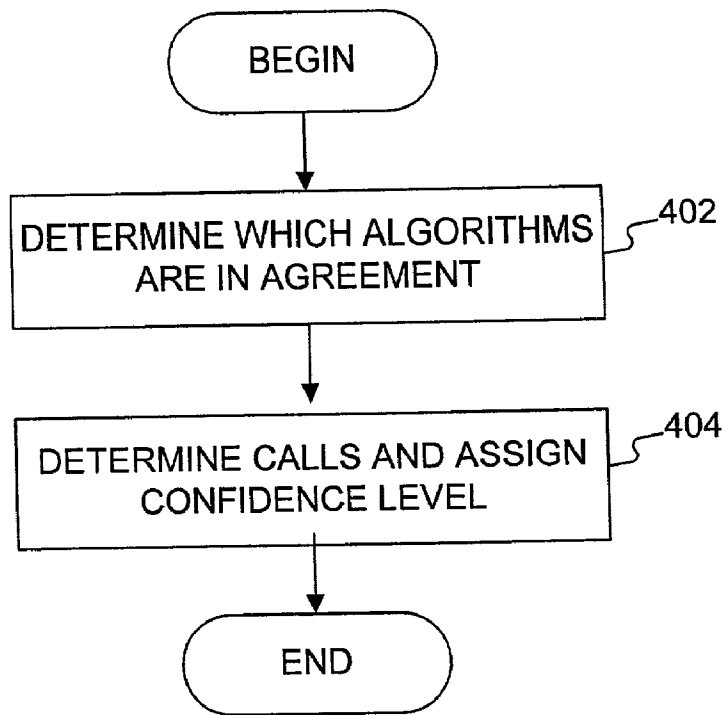 BEGIN
DETERMINE WHICH ALGORITHMS
ARE IN AGREEMENT
402
DETERMINE CALLS AND ASSIGN
CONFIDENCE LEVEL
404
END